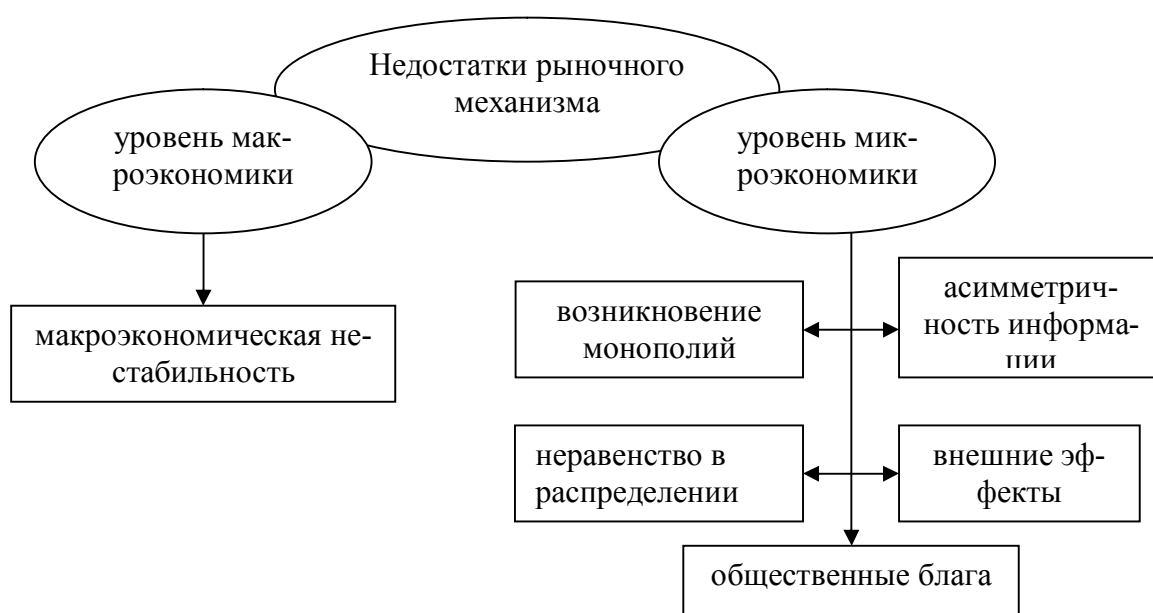 Недостатки рыночного
механизма
уровень мак-
роэкономики
уровень мик-
роэкономики
макроэкономическая не-
стабильность
возникновение
монополий
асимметрич-
ность информа-
ции
неравенство в
распределении
внешние эф-
фекты
общественные блага